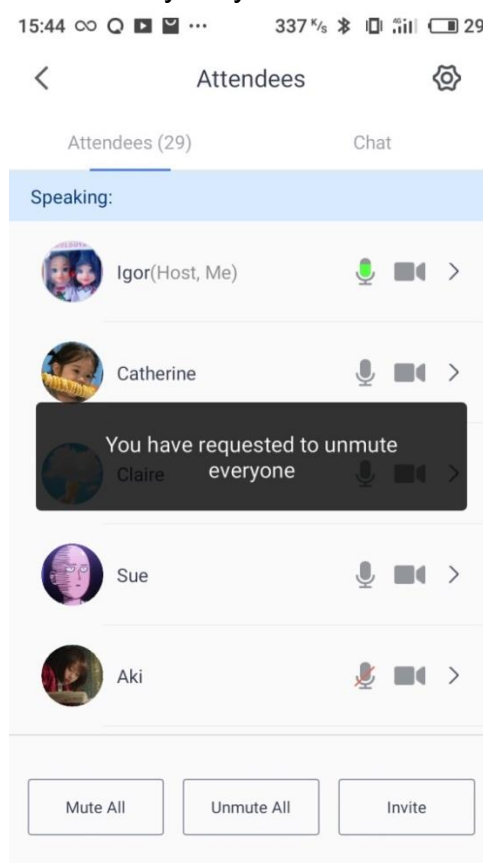 15:44 ∞ Q ··· 337 K/s 4G 29
Attendees
Attendees (29) Chat
Speaking:
Igor(Host, Me)
Catherine
You have requested to unmute
everyone
Claire
Sue
Aki
Mute All Unmute All Invite